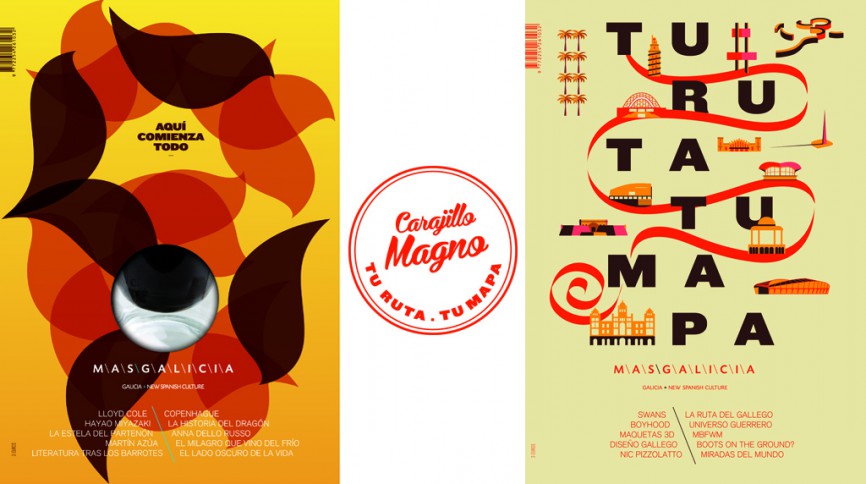 AQUÍ
COMIENZA
TODO
M\A\S\G\A\L\I\C\I\A
GALICIA + NEW SPANISH CULTURE
LLOYD COLE
HAYAO MIYAZAKI
LA ESTELA DEL PARTENÓN
MARTÍN AZÚA
LITERATURA TRAS LOS BARROTES
COPENHAGUE
LA HISTORIA DEL DRAGÓN
ANNA DELLO RUSSO
EL MILAGRO QUE VINO DEL FRÍO
EL LADO OSCURO DE LA VIDA
Carajillo
Magno
TU RUTA . TU MAPA
TU
RU
TA
TU
MA
PA
M\A\S\G\A\L\I\C\I\A
GALICIA + NEW SPANISH CULTURE
SWANS
BOYHOOD
MAQUETAS 3D
DISEÑO GALLEGO
NIC PIZZOLATTO
LA RUTA DEL GALLEGO
UNIVERSO GUERRERO
MBFWM
BOOTS ON THE GROUND?
MIRADAS DEL MUNDO